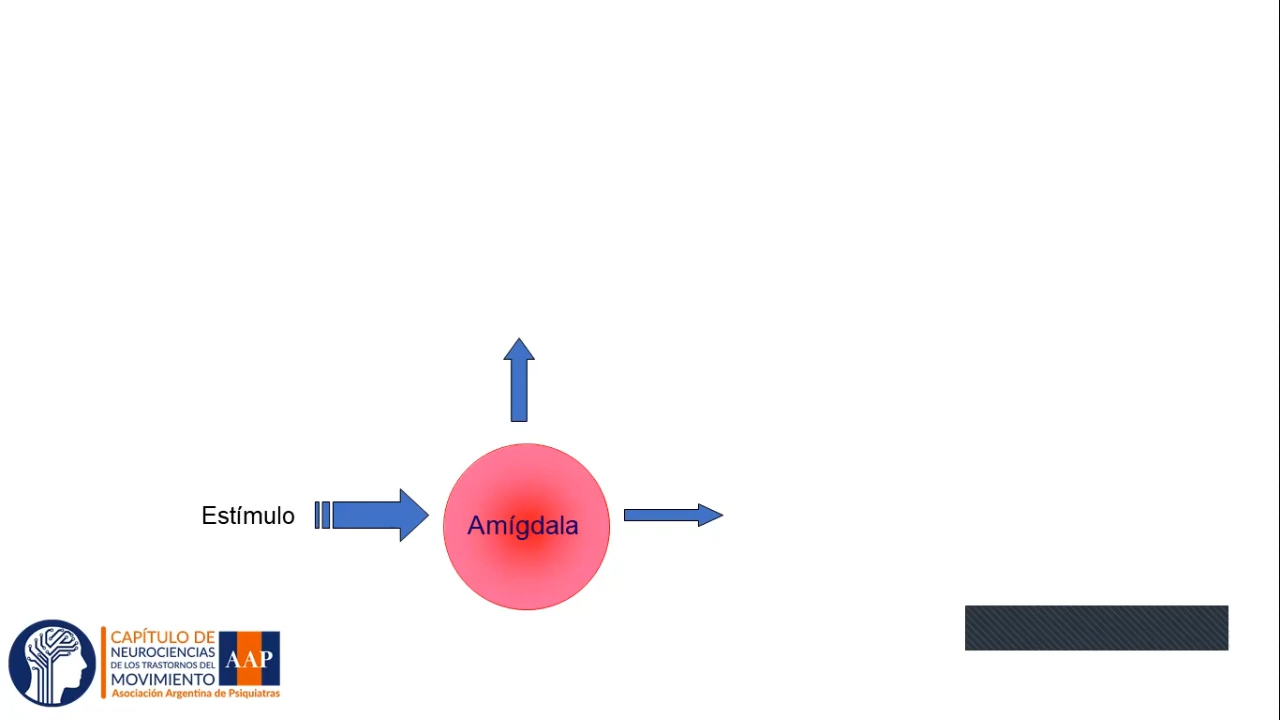 Estímulo
Amígdala
CAPÍTULO DE
NEUROCIENCIAS
DE LOS TRASTORNOS DEL
MOVIMIENTO
AAP
Asociación Argentina de Psiquiatras